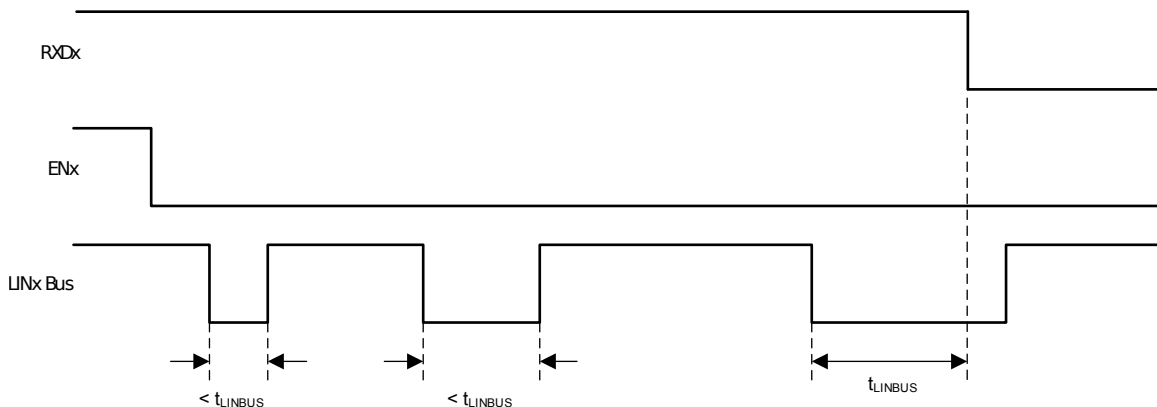 RXDx
ENx
LINx Bus
< tLINBUS
< tLINBUS
tLINBUS